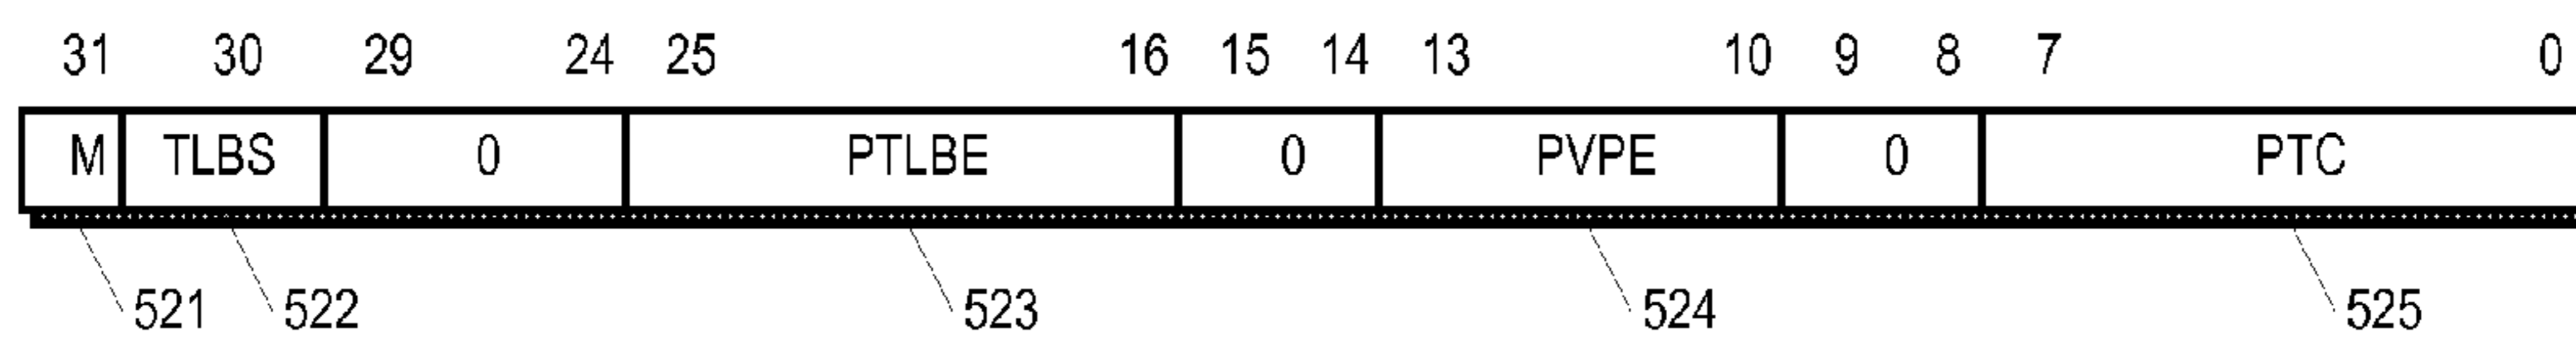 31 30 29 24 25 16 15 14 13 10 9 8 7 0
M TLBS 0 PTLBE 0 PVPE 0 PTC
521 522 523 524 525